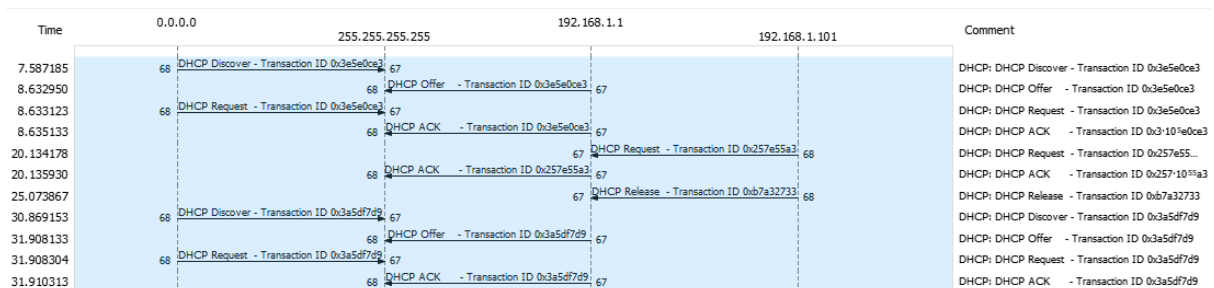 Time 0.0.0.0 192.168.1.1 Comment
255.255.255.255 192.168.1.101
7.587185 68 DHCP Discover - Transaction ID 0x3e5e0ce3 67 DHCP: DHCP Discover - Transaction ID 0x3e5e0ce3
8.632950 68 DHCP Offer - Transaction ID 0x3e5e0ce3 67 DHCP: DHCP Offer - Transaction ID 0x3e5e0ce3
8.633123 68 DHCP Request - Transaction ID 0x3e5e0ce3 67 DHCP: DHCP Request - Transaction ID 0x3e5e0ce3
8.635133 68 DHCP ACK - Transaction ID 0x3e5e0ce3 67 DHCP: DHCP ACK - Transaction ID 0x3·10⁵e0ce3
20.134178 67 DHCP Request - Transaction ID 0x257e55a3 68 DHCP: DHCP Request - Transaction ID 0x257e55...
20.135930 68 DHCP ACK - Transaction ID 0x257e55a3 67 DHCP: DHCP ACK - Transaction ID 0x257·10⁵⁵a3
25.073867 67 DHCP Release - Transaction ID 0xb7a32733 68 DHCP: DHCP Release - Transaction ID 0xb7a32733
30.869153 68 DHCP Discover - Transaction ID 0x3a5df7d9 67 DHCP: DHCP Discover - Transaction ID 0x3a5df7d9
31.908133 68 DHCP Offer - Transaction ID 0x3a5df7d9 67 DHCP: DHCP Offer - Transaction ID 0x3a5df7d9
31.908304 68 DHCP Request - Transaction ID 0x3a5df7d9 67 DHCP: DHCP Request - Transaction ID 0x3a5df7d9
31.910313 68 DHCP ACK - Transaction ID 0x3a5df7d9 67 DHCP: DHCP ACK - Transaction ID 0x3a5df7d9